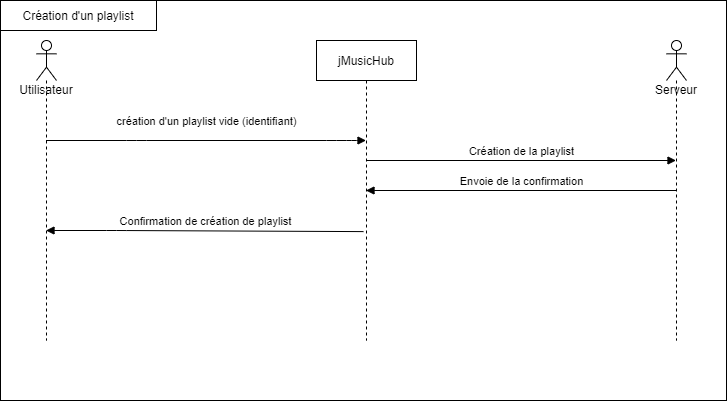 Création d'un playlist
jMusicHub
Utilisateur
Serveur
création d'un playlist vide (identifiant)
Création de la playlist
Envoie de la confirmation
Confirmation de création de playlist